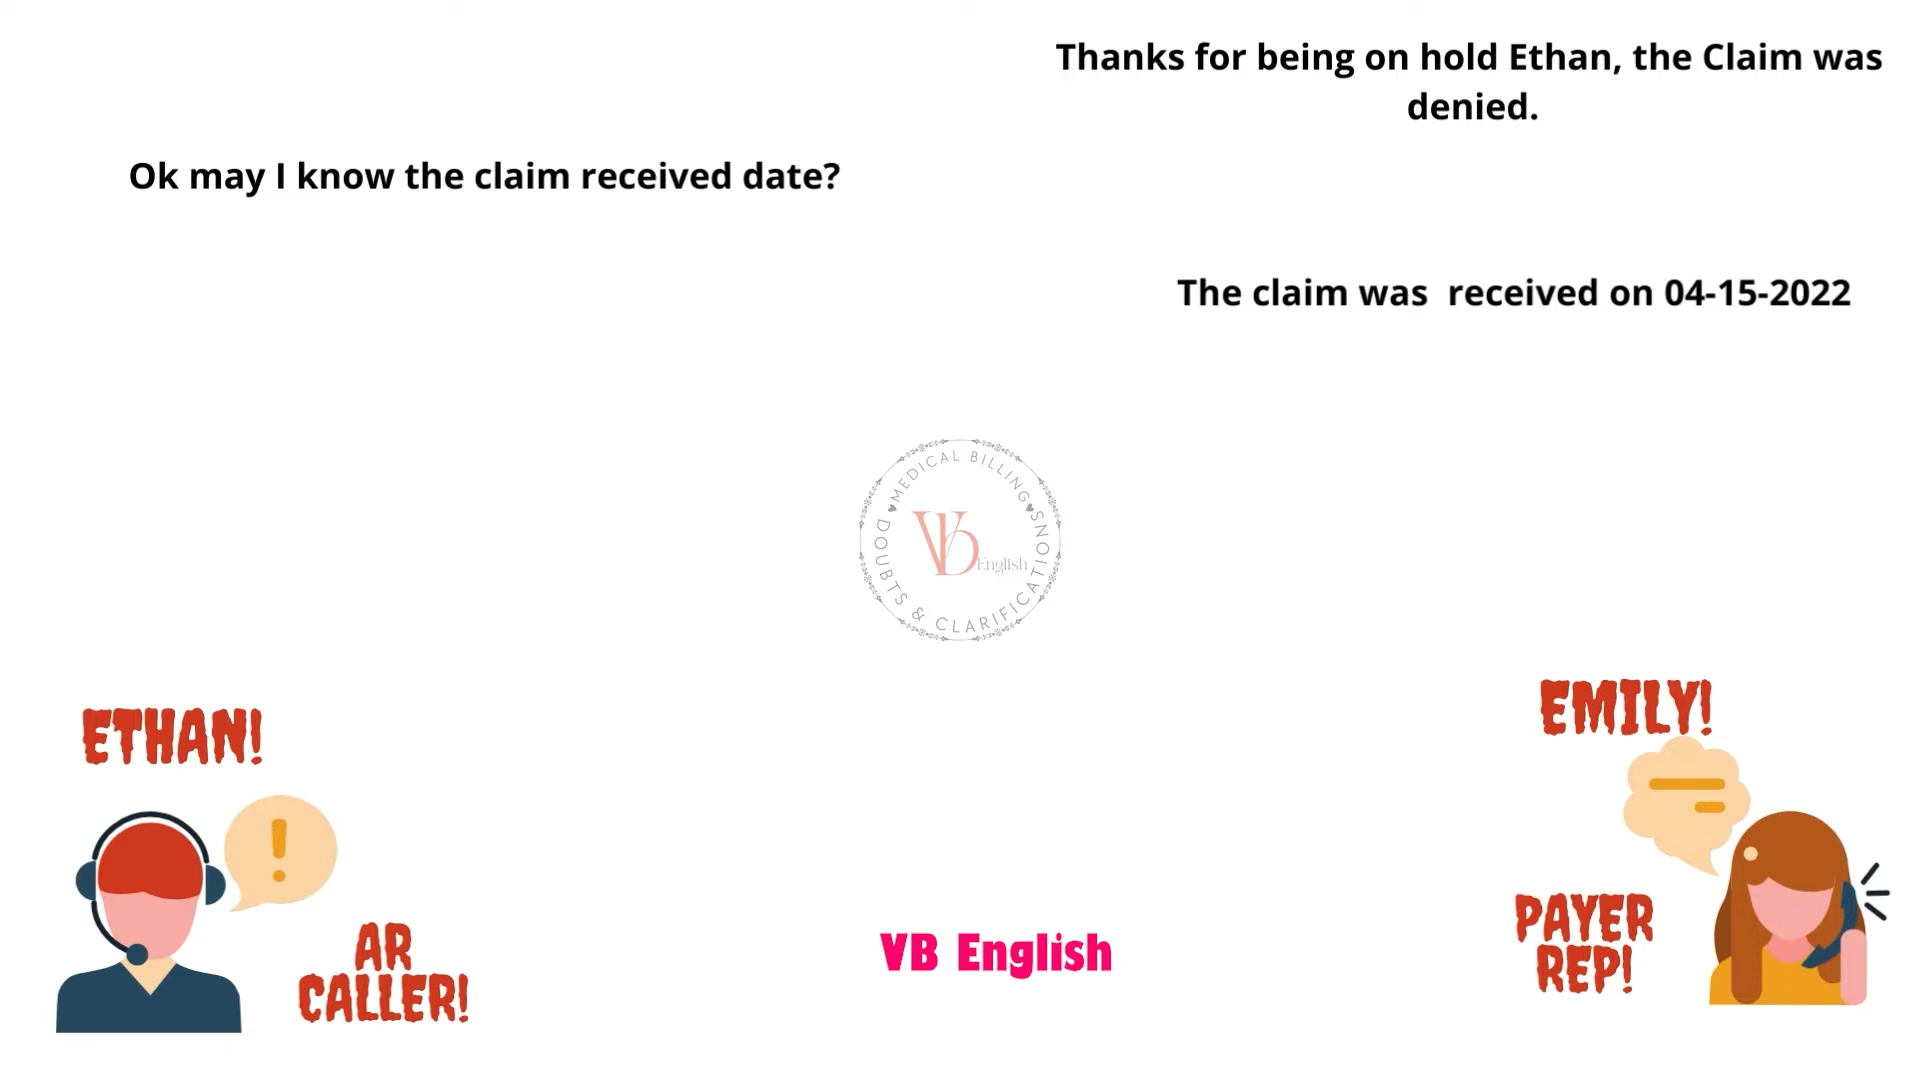 Thanks for being on hold Ethan, the Claim was
denied.
Ok may I know the claim received date?
The claim was  received on 04-15-2022
MEDICAL BILLING
VB English
DOUBTS & CLARIFICATIONS
ETHAN!
EMILY!
AR
CALLER!
PAYER
REP!
VB English